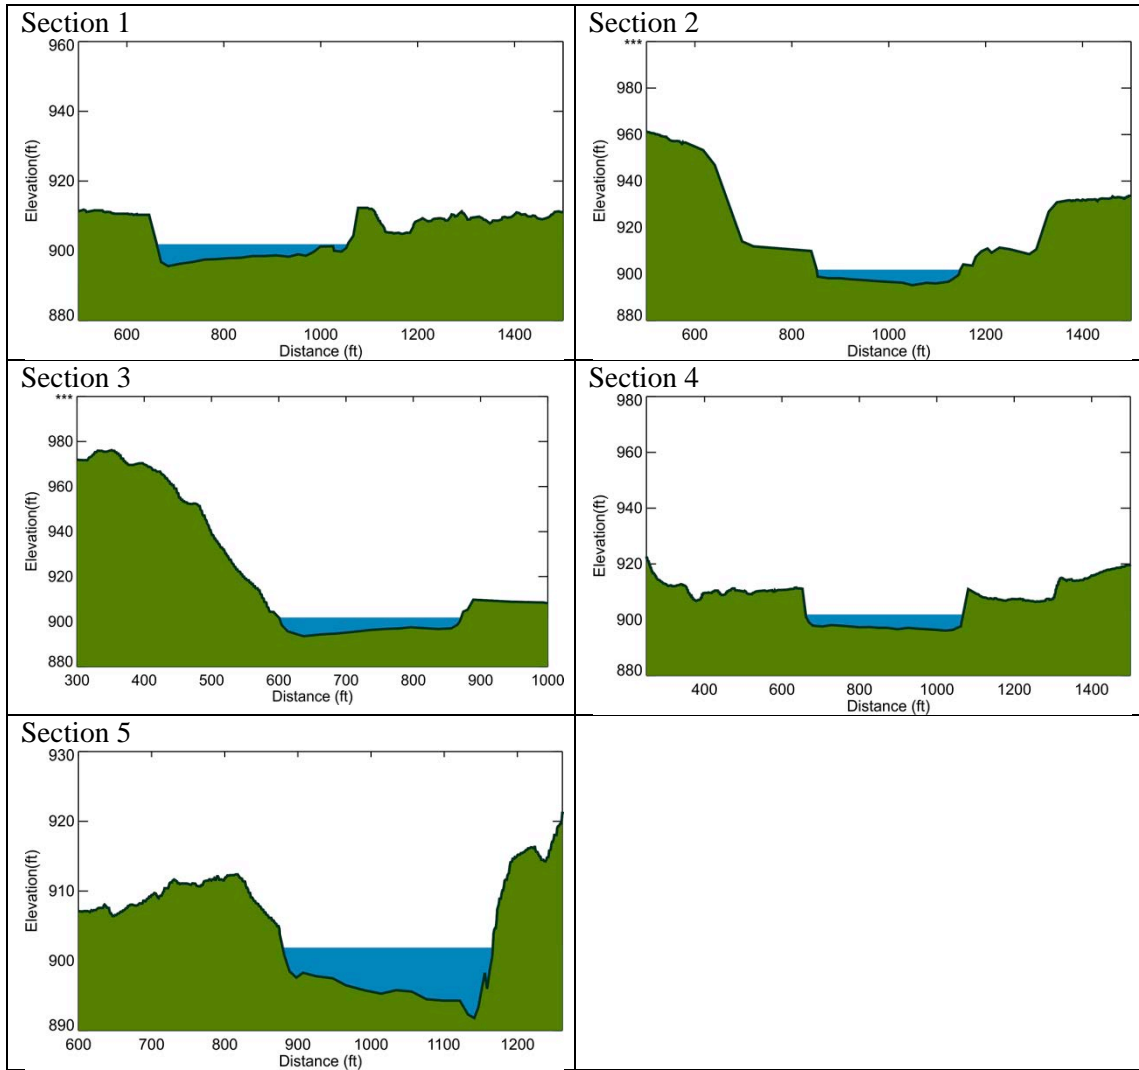 Section 1
960
940
920
900
880
Elevation(ft)
600 800 1000 1200 1400
Distance (ft)
Section 2
***
980
960
940
920
900
880
Elevation(ft)
600 800 1000 1200 1400
Distance (ft)
Section 3
***
980
960
940
920
900
880
Elevation(ft)
300 400 500 600 700 800 900 1000
Distance (ft)
Section 4
980
960
940
920
900
880
Elevation(ft)
400 600 800 1000 1200 1400
Distance (ft)
Section 5
930
920
910
900
890
Elevation(ft)
600 700 800 900 1000 1100 1200
Distance (ft)